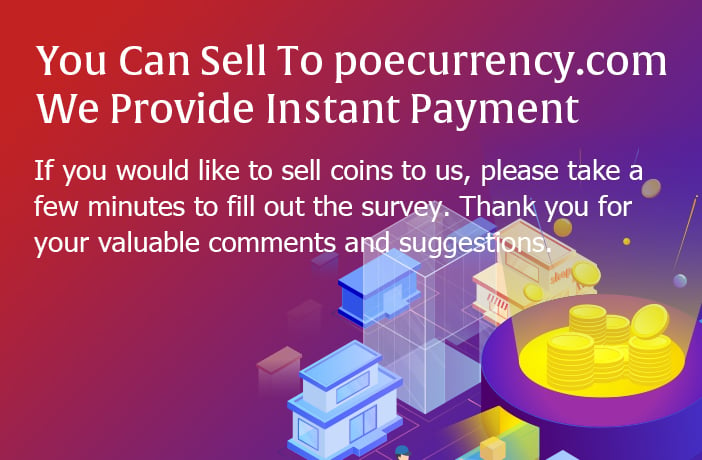 You Can Sell To poecurrency.com
We Provide Instant Payment
If you would like to sell coins to us, please take a
few minutes to fill out the survey. Thank you for
your valuable comments and suggestions.
shop